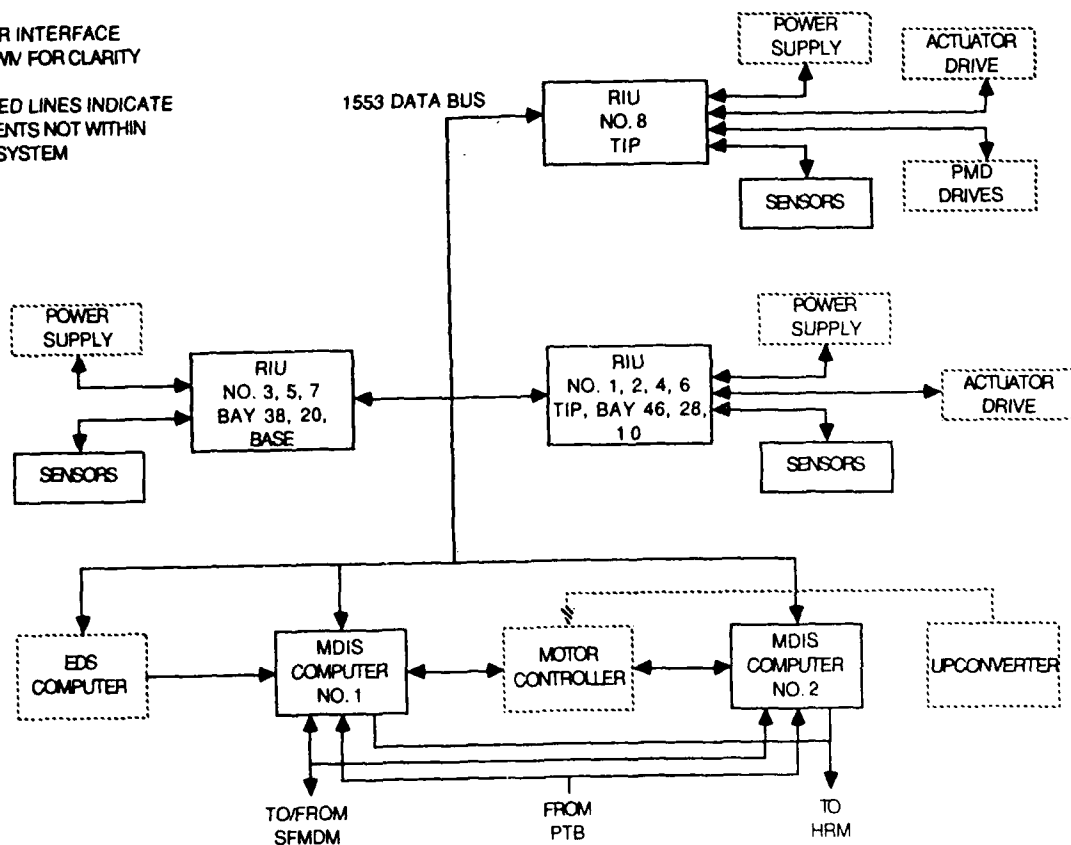 R INTERFACE
FOR CLARITY
ED LINES INDICATE
ENTS NOT WITHIN
SYSTEM
1553 DATA BUS
POWER
SUPPLY
ACTUATOR
DRIVE
RIU
NO. 8
TIP
SENSORS
PMD
DRIVES
POWER
SUPPLY
RIU
NO. 3, 5, 7
BAY 38, 20,
BASE
SENSORS
RIU
NO. 1, 2, 4, 6
TIP, BAY 46, 28,
10
POWER
SUPPLY
ACTUATOR
DRIVE
SENSORS
EDS
COMPUTER
MDIS
COMPUTER
NO. 1
MOTOR
CONTROLLER
MDIS
COMPUTER
NO. 2
UPCONVERTER
TO/FROM
SFMDM
FROM
PTB
TO
HRM